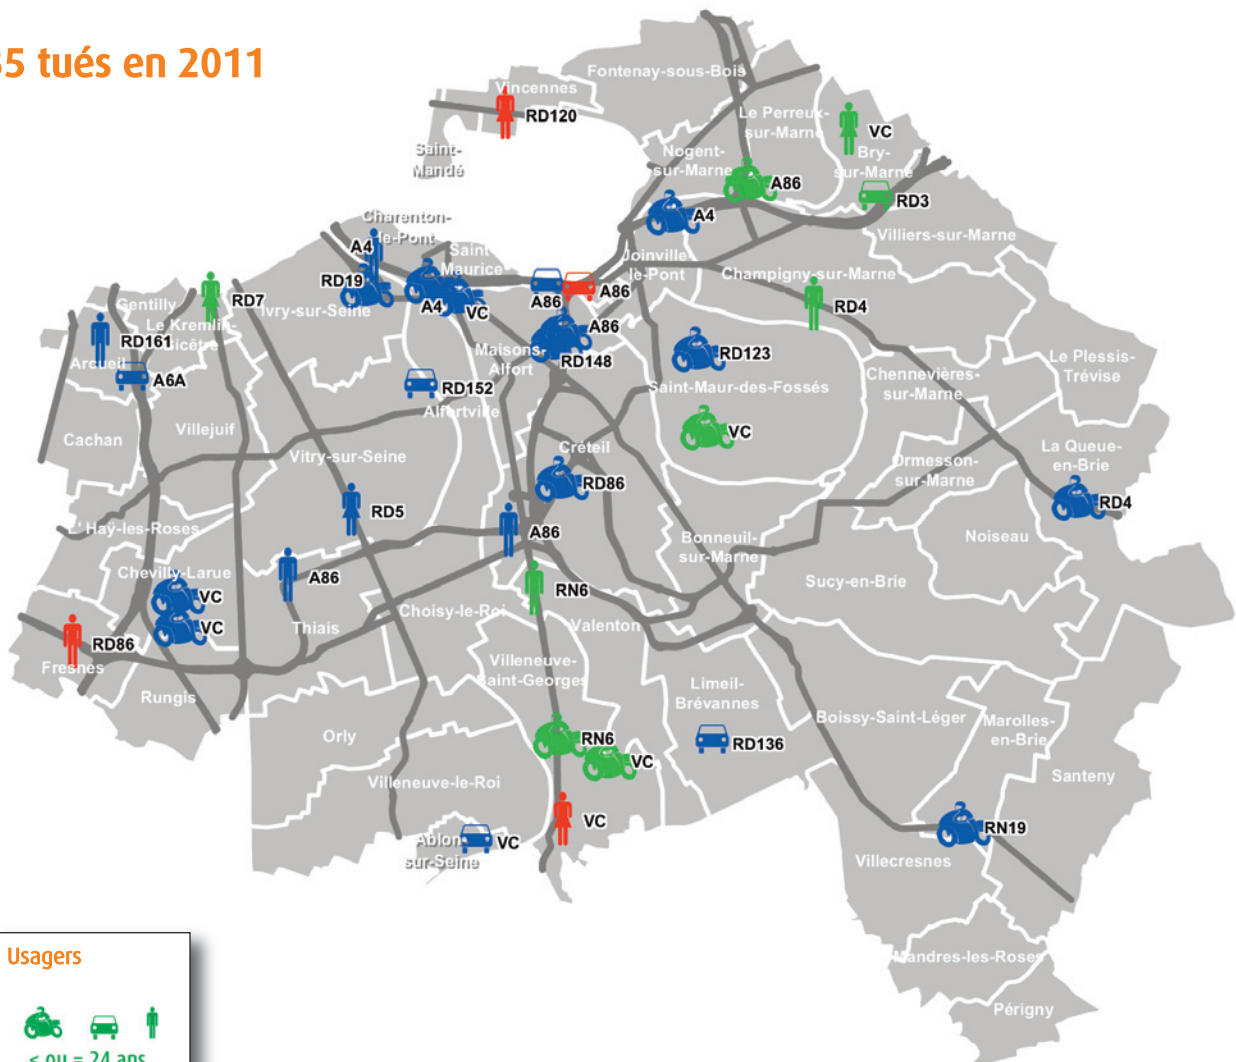 35 tués en 2011
Fontenay-sous-Bois
Vincennes
RD120
Le Perreux-
sur-Marne
VC
Bry-
sur-Marne
Saint-
Mandé
Nogent-
sur-Marne
A86
RD3
A4
Villiers-sur-Marne
Charenton-
le-Pont
A4
Saint
Maurice
Joinville-
le-Pont
Champigny-sur-Marne
RD19
A4
VC
A86
A86
RD4
Gentilly
RD7
Ivry-sur-Seine
Le Kremlin-
Bicêtre
RD161
Arcueil
A6A
A86
RD148
Maisons-
Alfort
RD123
Le Plessis-
Trévise
RD152
Alfortville
Saint-Maur-des-Fossés
Chennevières-
sur-Marne
VC
Cachan
Villejuif
Vitry-sur-Seine
Créteil
La Queue-
en-Brie
Ormesson-
sur-Marne
RD86
RD4
RD5
' Haÿ-les-Roses
A86
Bonneuil-
sur-Marne
Noiseau
Chevilly-Larue
A86
RN6
Sucy-en-Brie
VC
VC
Choisy-le-Roi
Thiais
Valenton
RD86
Fresnes
Rungis
Villeneuve-
Saint-Georges
Limeil-
Brévannes
Boissy-Saint-Léger
Marolles-
en-Brie
Orly
RN6
VC
RD136
Villeneuve-le-Roi
Santeny
VC
Ablon
sur-Seine
VC
RN19
Villecresnes
Mandres-les-Roses
Périgny
Usagers
< ou = 24 ans